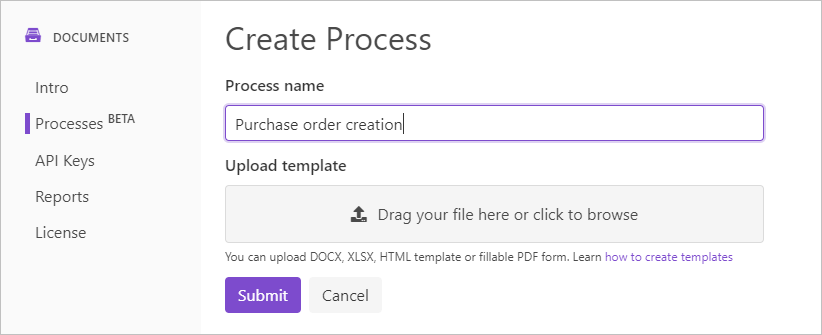 DOCUMENTS
Intro
Processes BETA
API Keys
Reports
License
Create Process
Process name
Purchase order creation
Upload template
Drag your file here or click to browse
You can upload DOCX, XLSX, HTML template or fillable PDF form. Learn how to create templates
Submit Cancel